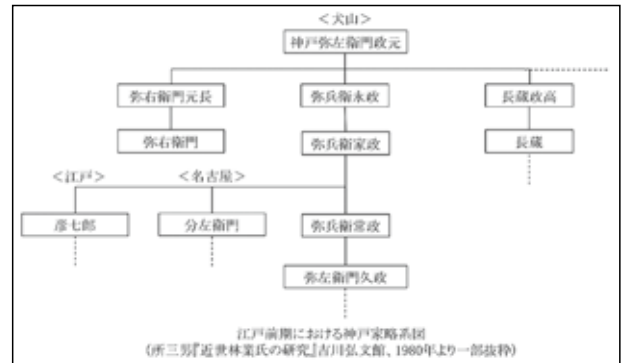 <犬山>
神戸弥左衛門政元
弥右衛門元長
弥兵衛永政
長蔵政高
弥右衛門
弥兵衛家政
長蔵
<江戸>
<名古屋>
彦七郎
分左衛門
弥兵衛常政
弥左衛門久政
江戸前期における神戸家略系図
(所三男『近世林業氏の研究』吉川弘文館、1980年より一部抜粋)